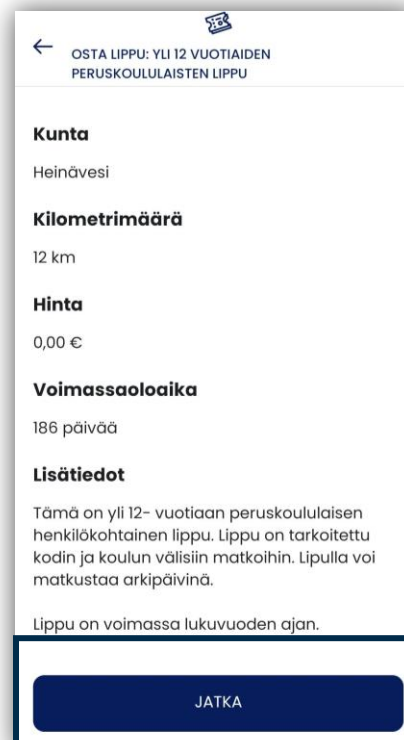 OSTA LIPPU: YLI 12 VUOTIAIDEN
PERUSKOULULAISTEN LIPPU
Kunta
Heinävesi
Kilometrimäärä
12 km
Hinta
0,00 €
Voimassaoloaika
186 päivää
Lisätiedot
Tämä on yli 12- vuotiaan peruskoululaisen
henkilökohtainen lippu. Lippu on tarkoitettu
kodin ja koulun välisiin matkoihin. Lipulla voi
matkustaa arkipäivinä.
Lippu on voimassa lukuvuoden ajan.
JATKA